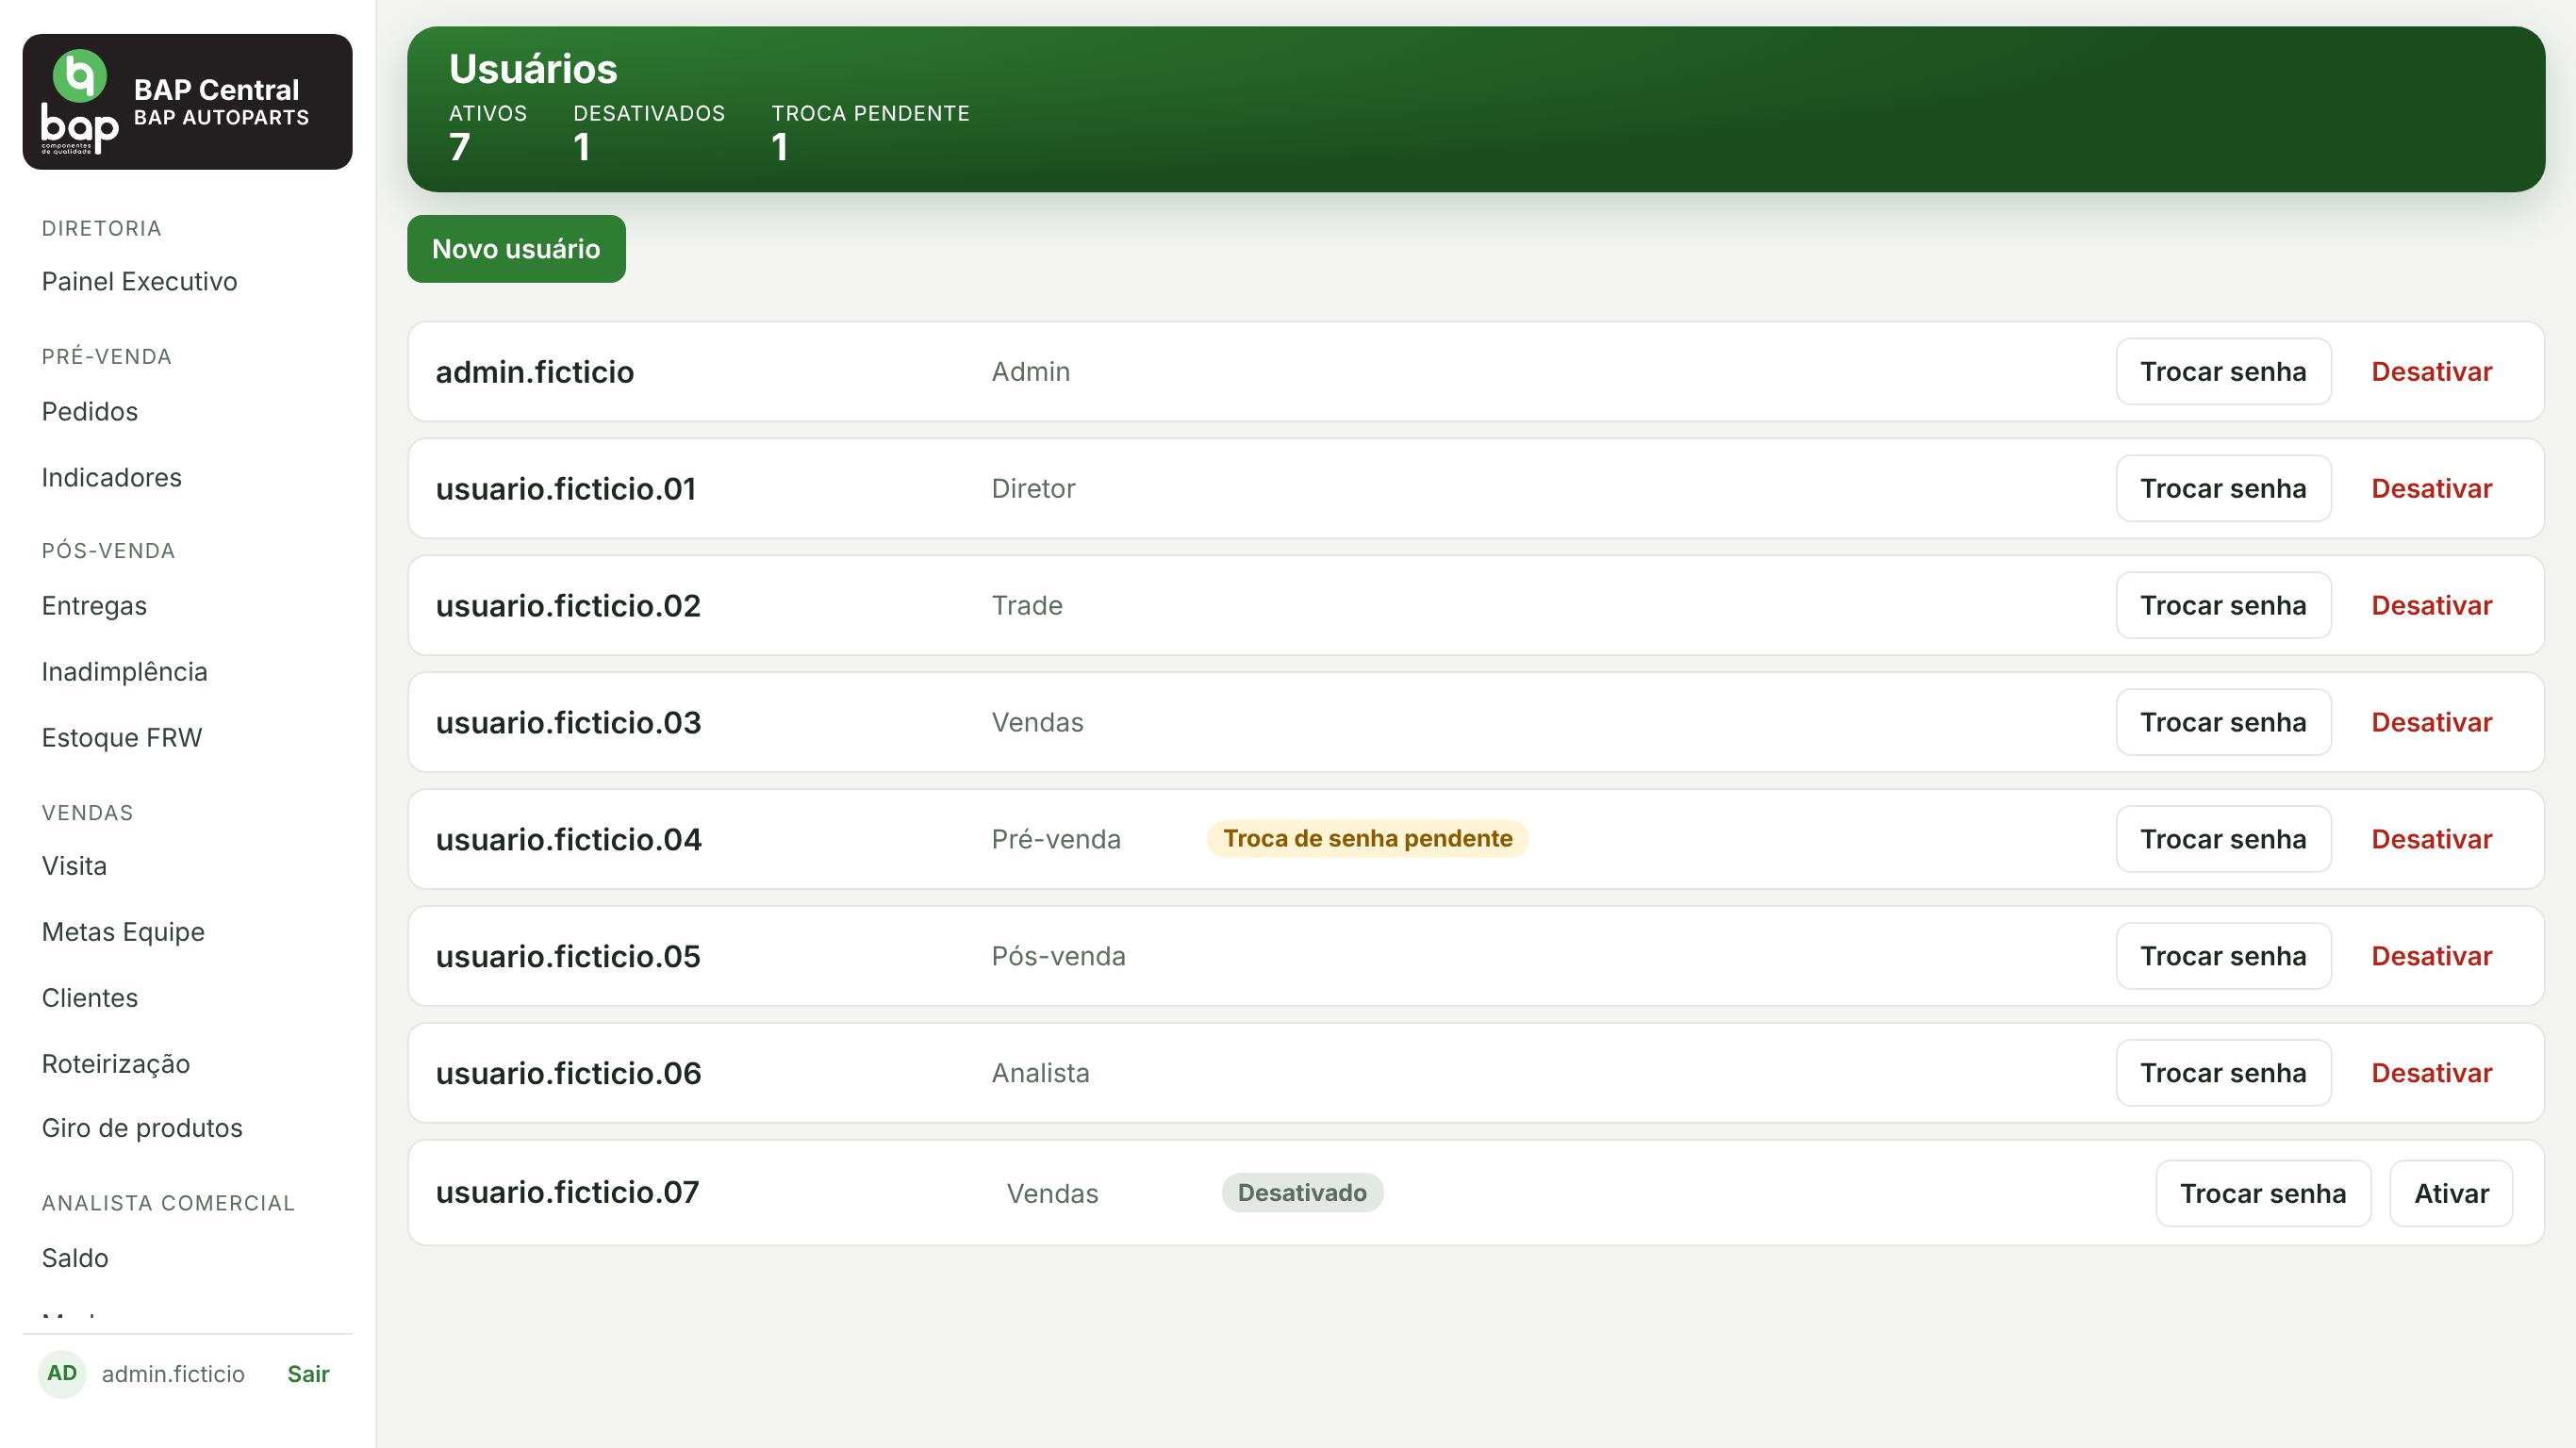 bap
componentes
de qualidade
BAP Central
BAP AUTOPARTS
DIRETORIA
Painel Executivo
PRÉ-VENDA
Pedidos
Indicadores
PÓS-VENDA
Entregas
Inadimplência
Estoque FRW
VENDAS
Visita
Metas Equipe
Clientes
Roteirização
Giro de produtos
ANALISTA COMERCIAL
Saldo
AD admin.ficticio Sair
Usuários
ATIVOS DESATIVADOS TROCA PENDENTE
7 1 1
Novo usuário
admin.ficticio Admin Trocar senha Desativar
usuario.ficticio.01 Diretor Trocar senha Desativar
usuario.ficticio.02 Trade Trocar senha Desativar
usuario.ficticio.03 Vendas Trocar senha Desativar
usuario.ficticio.04 Pré-venda Troca de senha pendente Trocar senha Desativar
usuario.ficticio.05 Pós-venda Trocar senha Desativar
usuario.ficticio.06 Analista Trocar senha Desativar
usuario.ficticio.07 Vendas Desativado Trocar senha Ativar